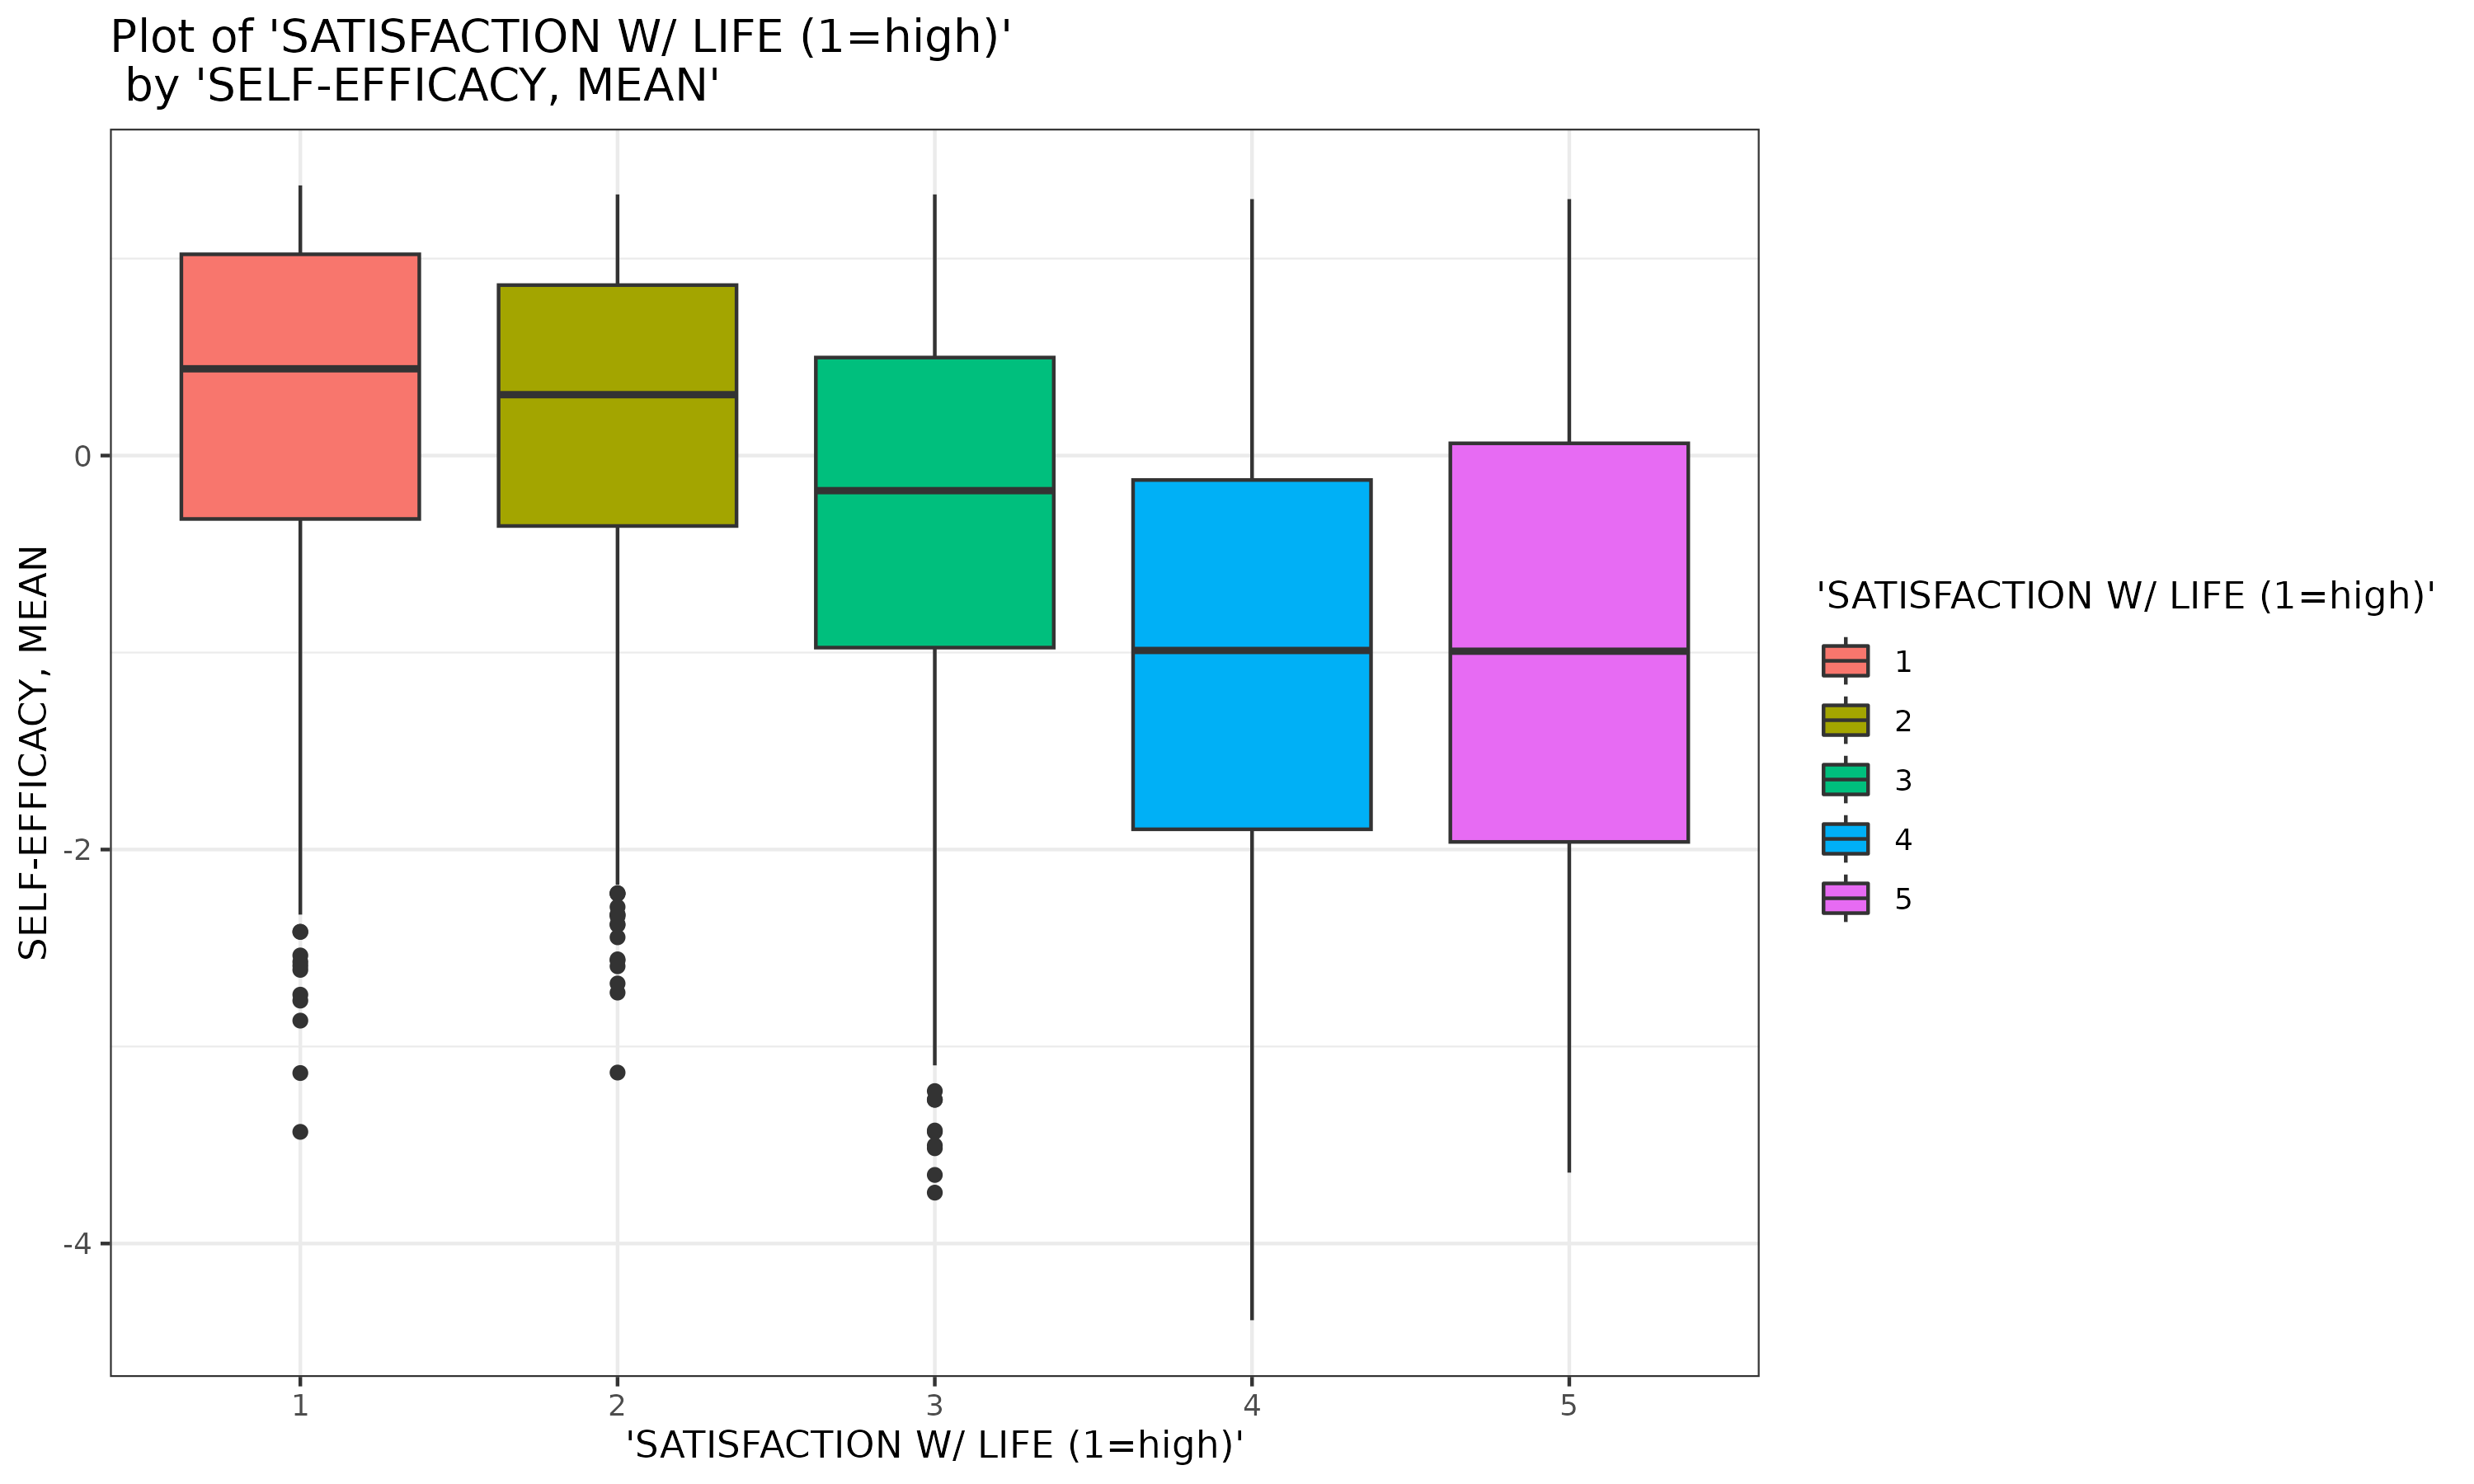 Plot of 'SATISFACTION W/ LIFE (1=high)'
by 'SELF-EFFICACY, MEAN'
SELF-EFFICACY, MEAN
0
-2
-4
1
2
3
4
5
'SATISFACTION W/ LIFE (1=high)'
'SATISFACTION W/ LIFE (1=high)'
1
2
3
4
5